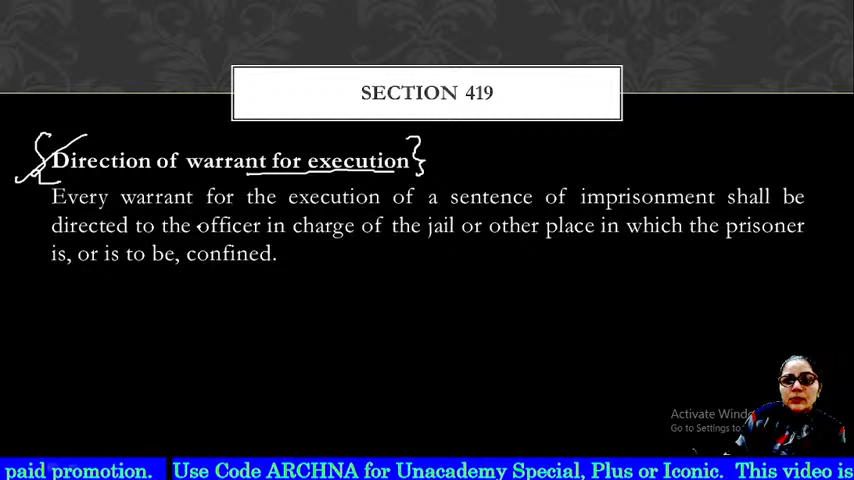 SECTION 419
Direction of warrant for execution
Every warrant for the execution of a sentence of imprisonment shall be
directed to the officer in charge of the jail or other place in which the prisoner
is, or is to be, confined.
Activate Wind
Go to Settings to
paid promotion. Use Code ARCHNA for Unacademy Special, Plus or Iconic. This video is